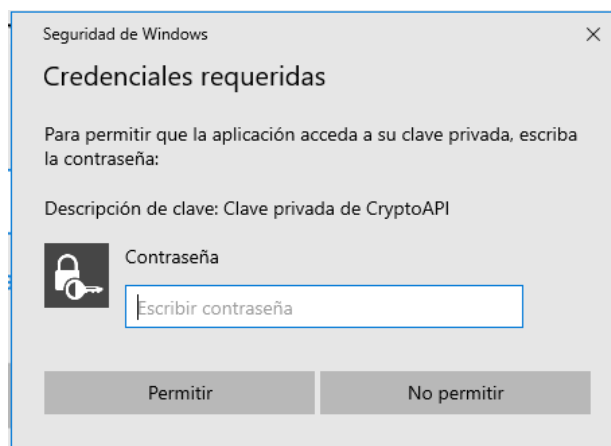 Seguridad de Windows
Credenciales requeridas
Para permitir que la aplicación acceda a su clave privada, escriba
la contraseña:
Descripción de clave: Clave privada de CryptoAPI
Contraseña
Escribir contraseña
Permitir
No permitir